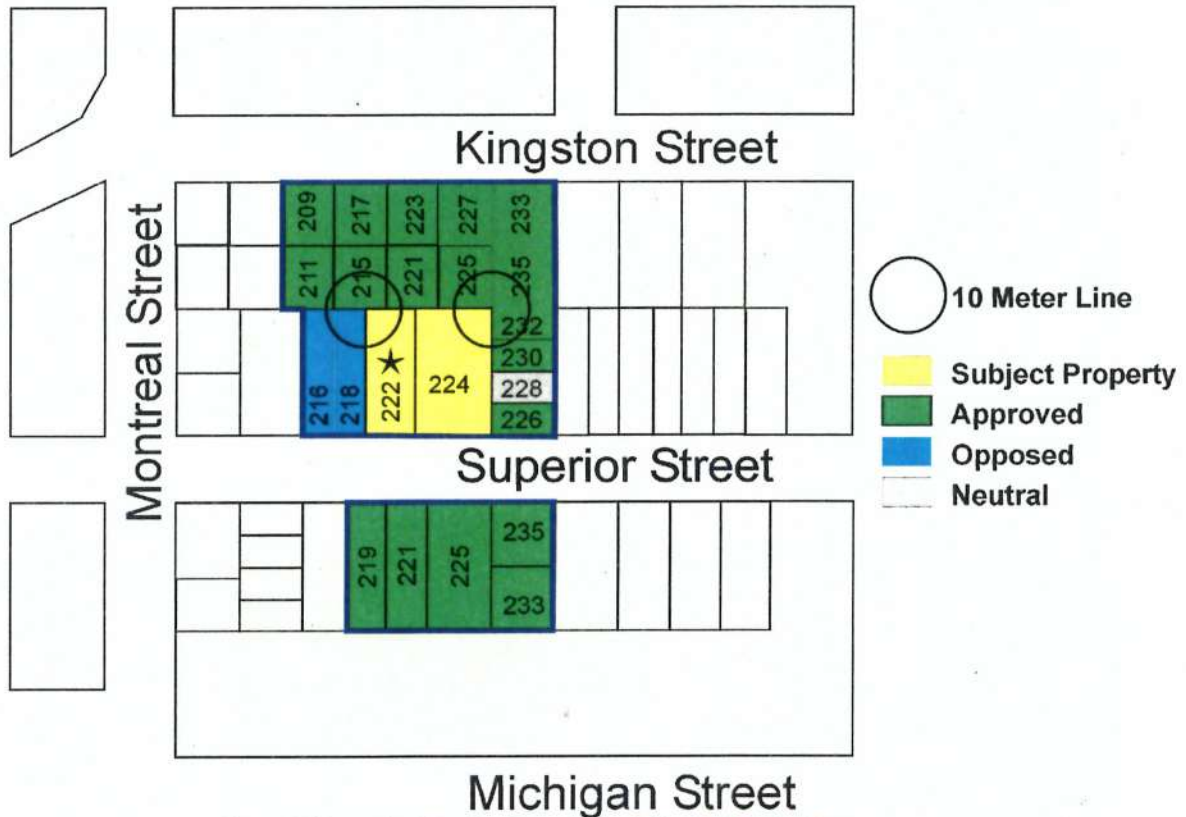 Kingston Street
Montreal Street
209
217
223
227
233
211
215
221
225
235
10 Meter Line
232
230
216
218
222
224
228
226
Subject Property
Approved
Opposed
Neutral
Superior Street
219
221
225
235
233
Michigan Street